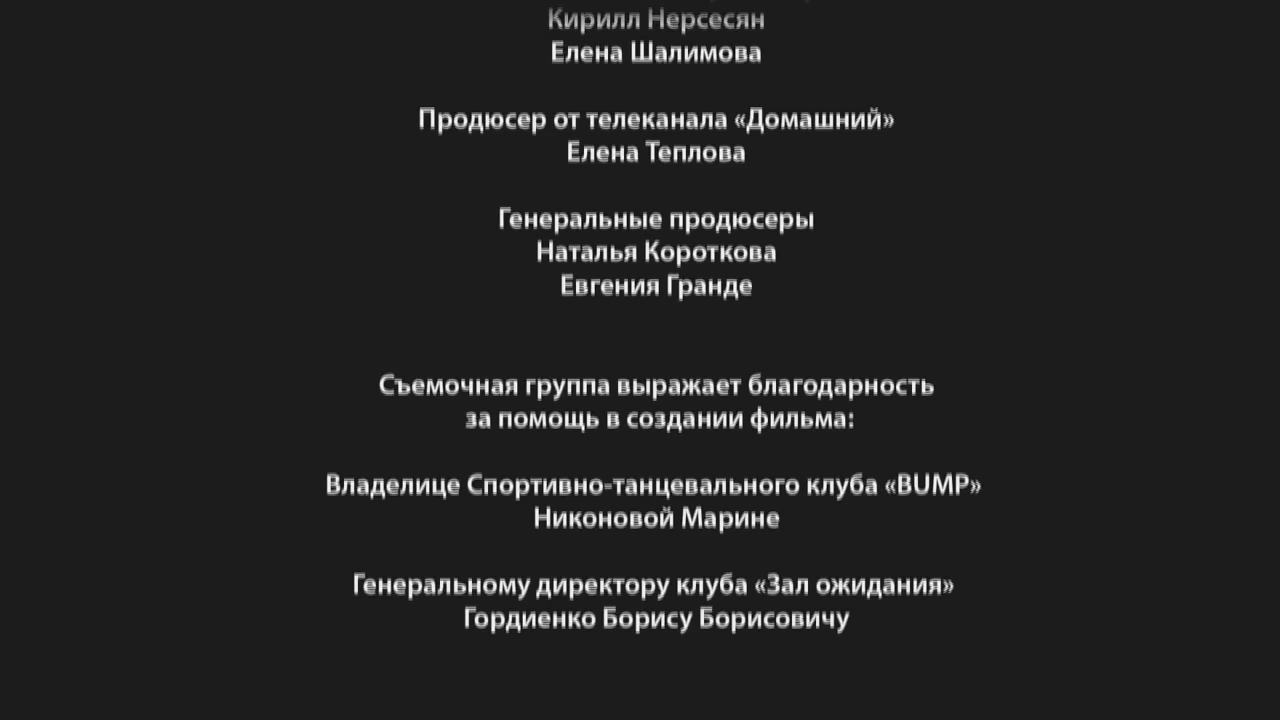 Кирилл Нерсесян
Елена Шалимова
Продюсер от телеканала «Домашний»
Елена Теплова
Генеральные продюсеры
Наталья Короткова
Евгения Гранде
Съемочная группа выражает благодарность
за помощь в создании фильма:
Владелице Спортивно-танцевального клуба «BUMP»
Никоновой Марине
Генеральному директору клуба «Зал ожидания»
Гордиенко Борису Борисовичу